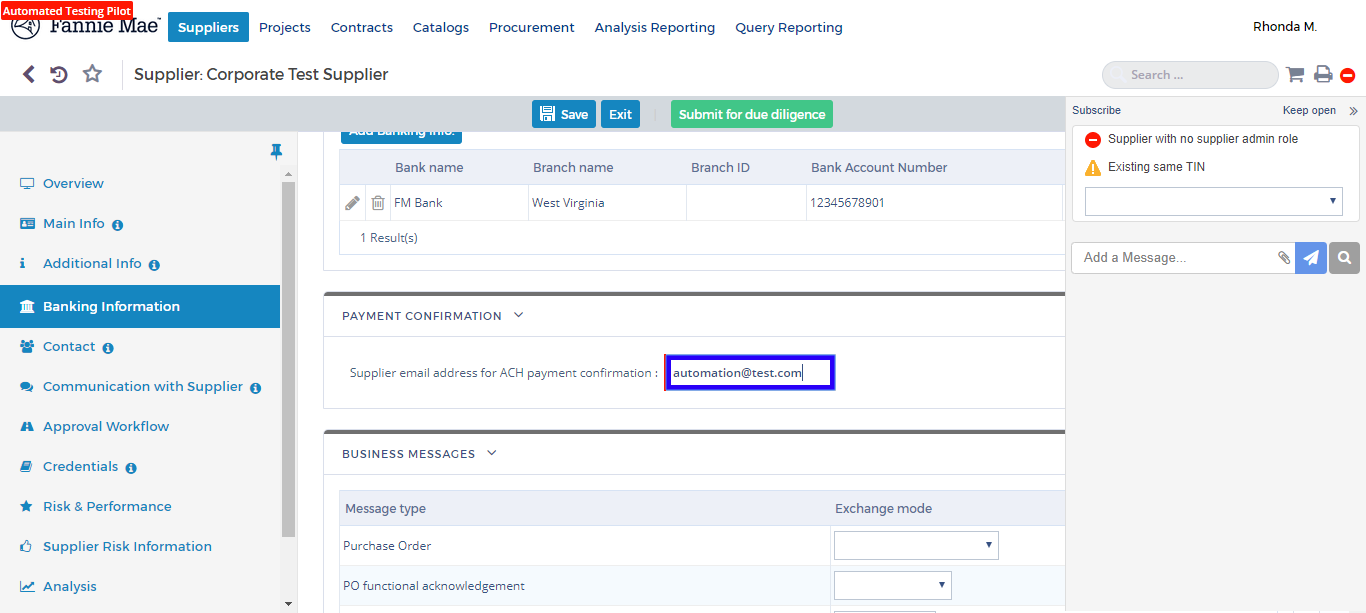 Automated Testing Pilot
Fannie Mae
Suppliers
Projects
Contracts
Catalogs
Procurement
Analysis Reporting
Query Reporting
Rhonda M.
Supplier: Corporate Test Supplier
Search ...
Save
Exit
Submit for due diligence
Subscribe
Keep open
Supplier with no supplier admin role
Existing same TIN
Add a Message...
Overview
Main Info
Additional Info
Banking Information
Contact
Communication with Supplier
Approval Workflow
Credentials
Risk & Performance
Supplier Risk Information
Analysis
Add Banking Info.
Bank name Branch name Branch ID Bank Account Number
FM Bank West Virginia 12345678901
1 Result(s)
PAYMENT CONFIRMATION
Supplier email address for ACH payment confirmation : automation@test.com
BUSINESS MESSAGES
Message type Exchange mode
Purchase Order
PO functional acknowledgement